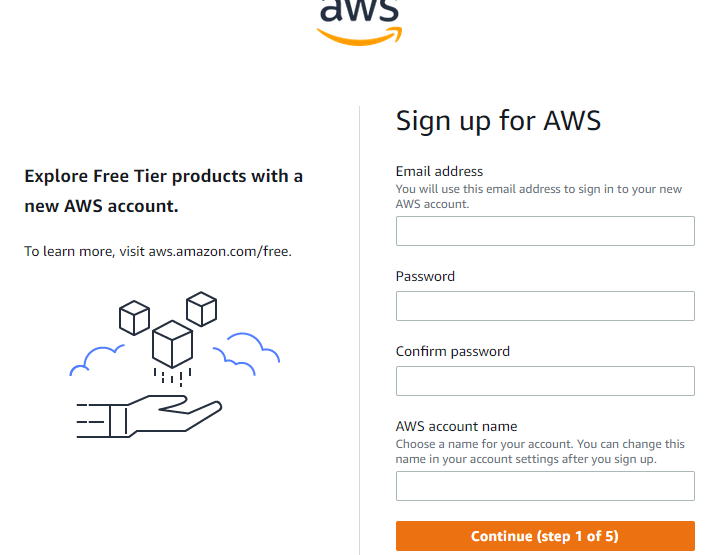 aws
Explore Free Tier products with a
new AWS account.
To learn more, visit aws.amazon.com/free.
Sign up for AWS
Email address
You will use this email address to sign in to your new
AWS account.
Password
Confirm password
AWS account name
Choose a name for your account. You can change this
name in your account settings after you sign up.
Continue (step 1 of 5)